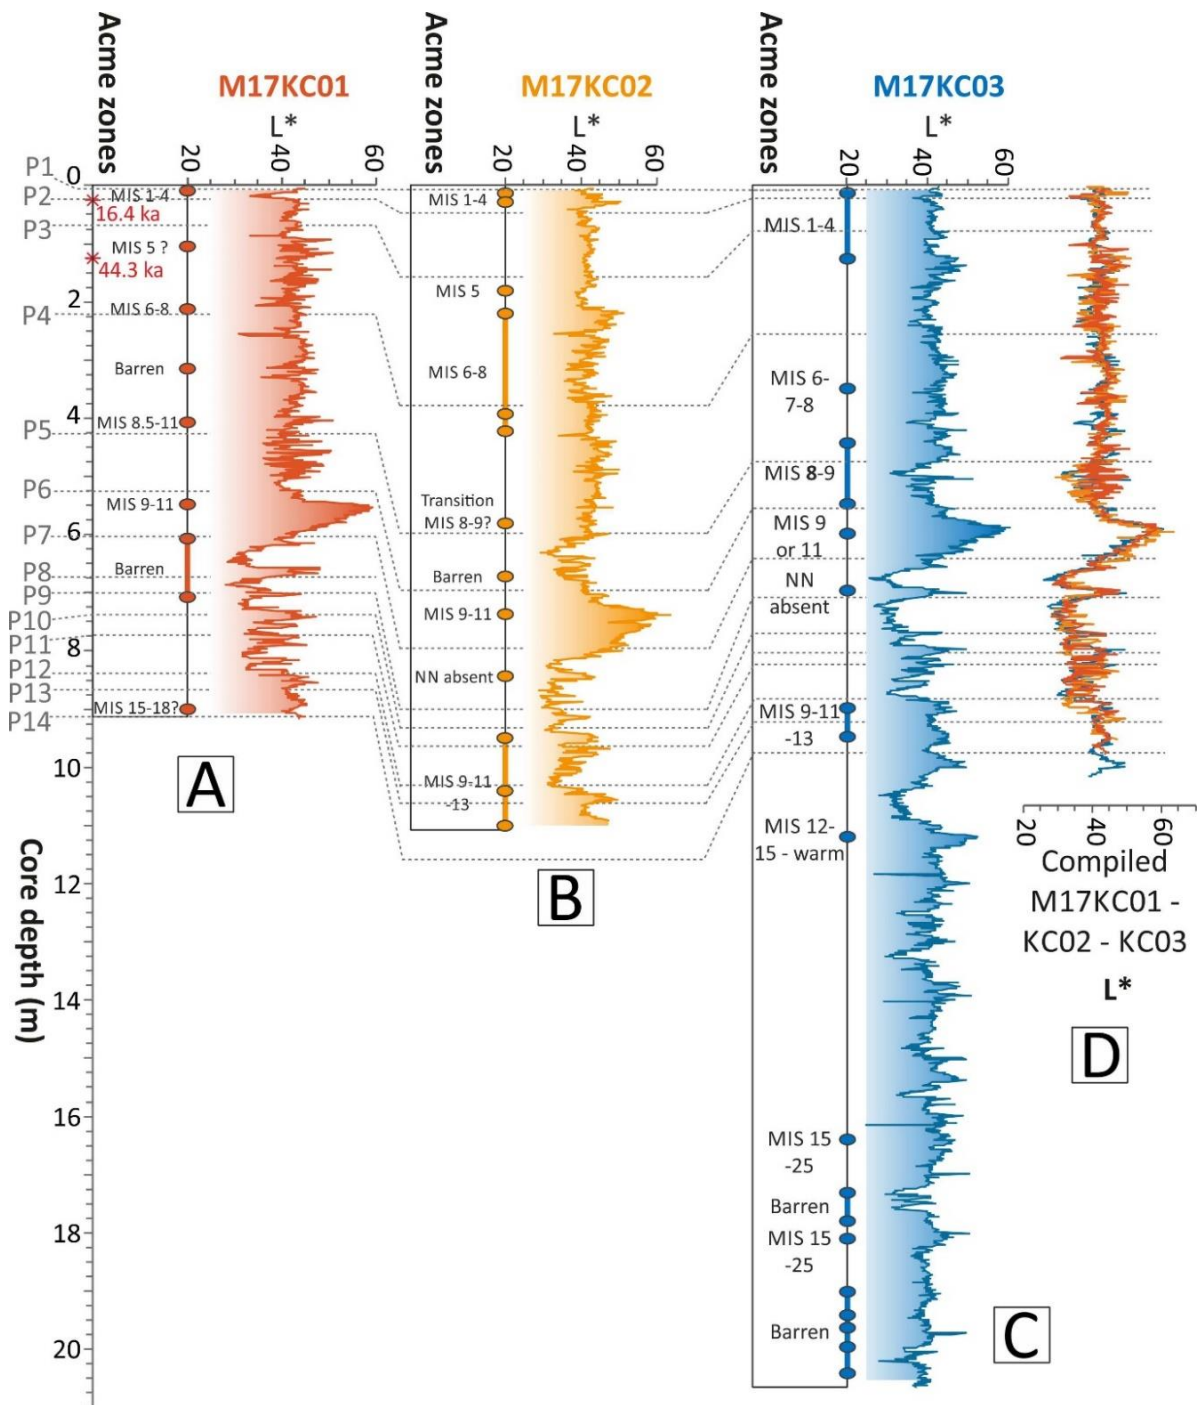 Acme zones
M17KC01
L*
20
40
60
Acme zones
M17KC02
L*
20
40
60
Acme zones
M17KC03
L*
20
40
60
P1
P2
P3
P4
P5
P6
P7
P8
P9
P10
P11
P12
P13
P14
0
2
4
6
8
10
12
14
16
18
20
Core depth (m)
MIS 1-4
16.4 ka
MIS 5 ?
44.3 ka
MIS 6-8
Barren
MIS 8.5-11
MIS 9-11
Barren
MIS 15-18?
A
MIS 1-4
MIS 5
MIS 6-8
Transition
MIS 8-9?
Barren
MIS 9-11
NN absent
MIS 9-11
-13
B
MIS 1-4
MIS 6-
7-8
MIS 8-9
MIS 9
or 11
NN
absent
MIS 9-11
-13
MIS 12-
15 - warm
MIS 15
-25
Barren
MIS 15
-25
Barren
C
20
40
60
Compiled
M17KC01 -
KC02 - KC03
L*
D